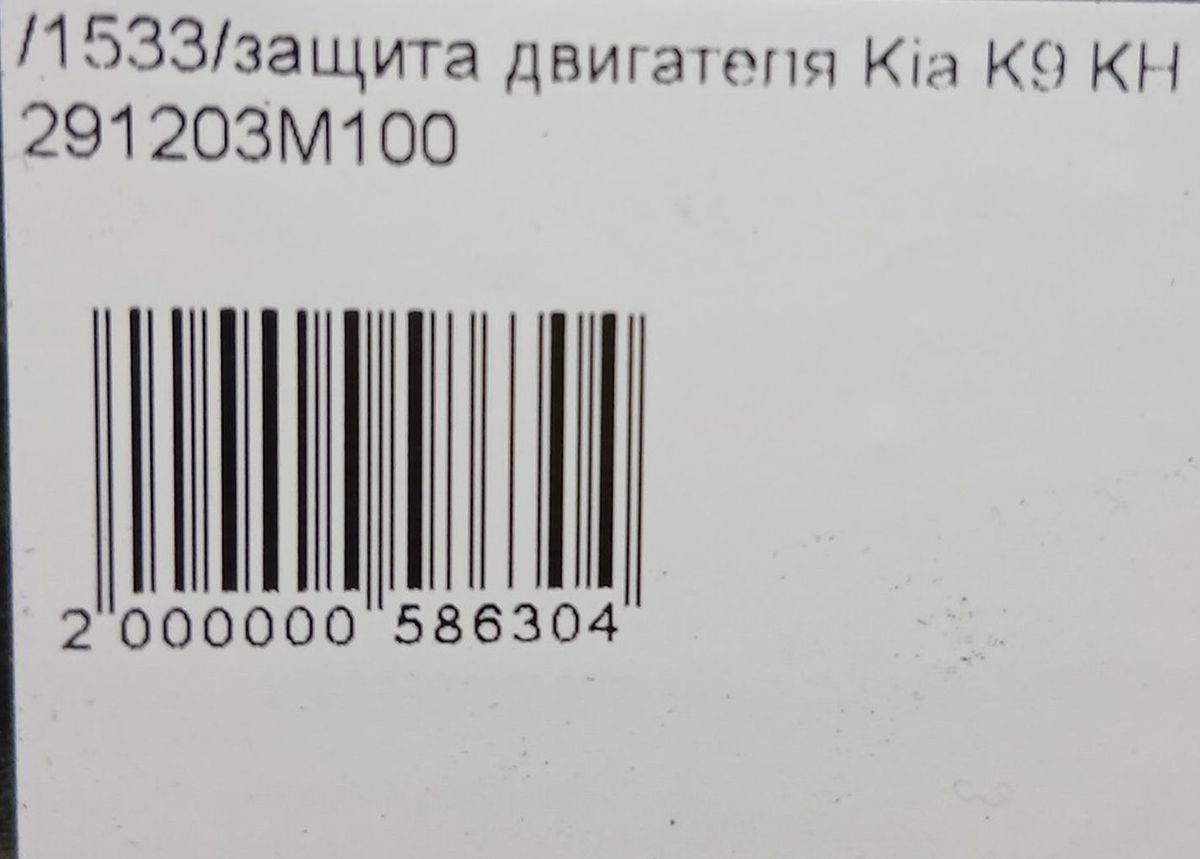 /1533/защита двигателя Kia K9 KH
291203M100
2 000000 586304